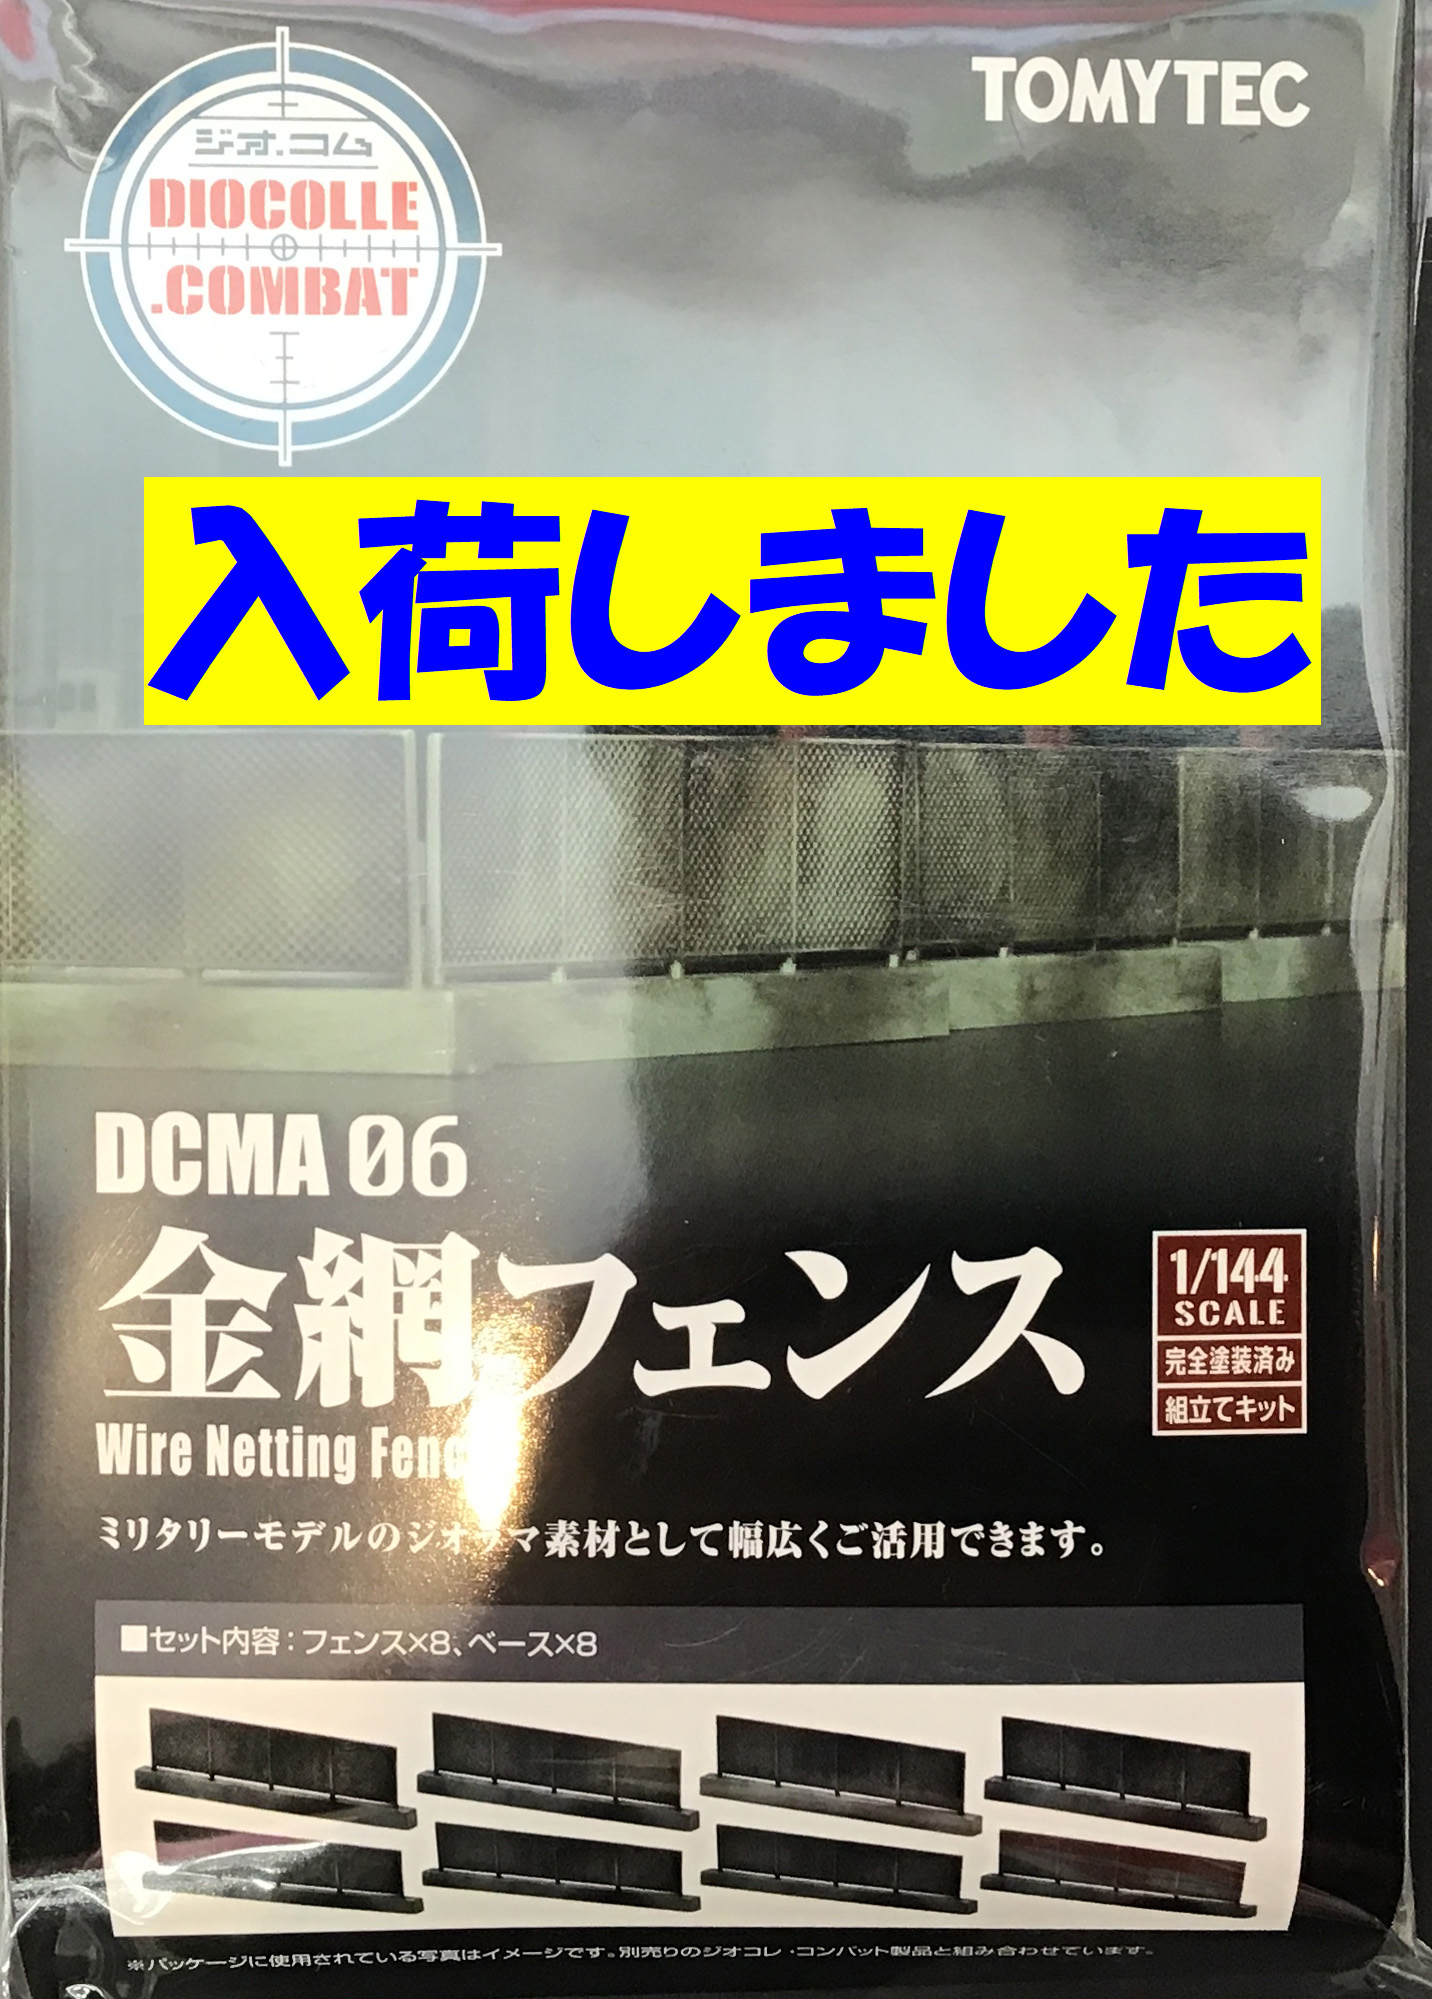 TOMYTEC
ジオ.コム
DIOCOLLE
.COMBAT
入荷しました
DCMA 06
金網フェンス
Wire Netting
1/144
SCALE
完全塗装済み
組立てキット
ミリタリーモデルのジオラマ素材として幅広くご活用できます。
■セット内容：フェンス×8、ベース×8
※パッケージに使用されている写真はイメージです。別売りのジオコレ・コンバット製品と組み合わせています。